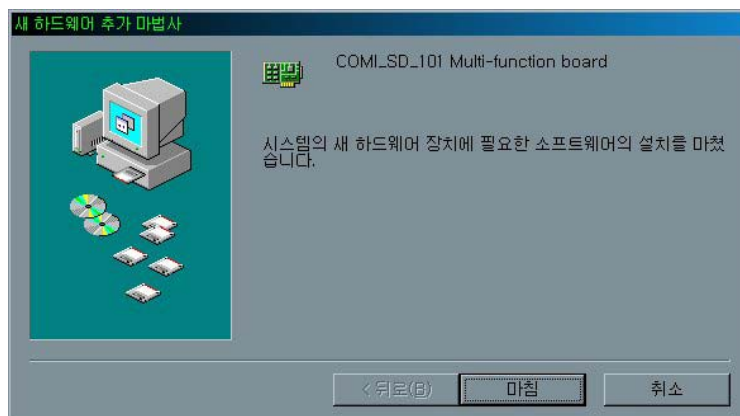 새 하드웨어 추가 마법사
COMI_SD_101 Multi-function board
시스템의 새 하드웨어 장치에 필요한 소프트웨어의 설치를 마쳤
습니다.
< 뒤로(B)
마침
취소